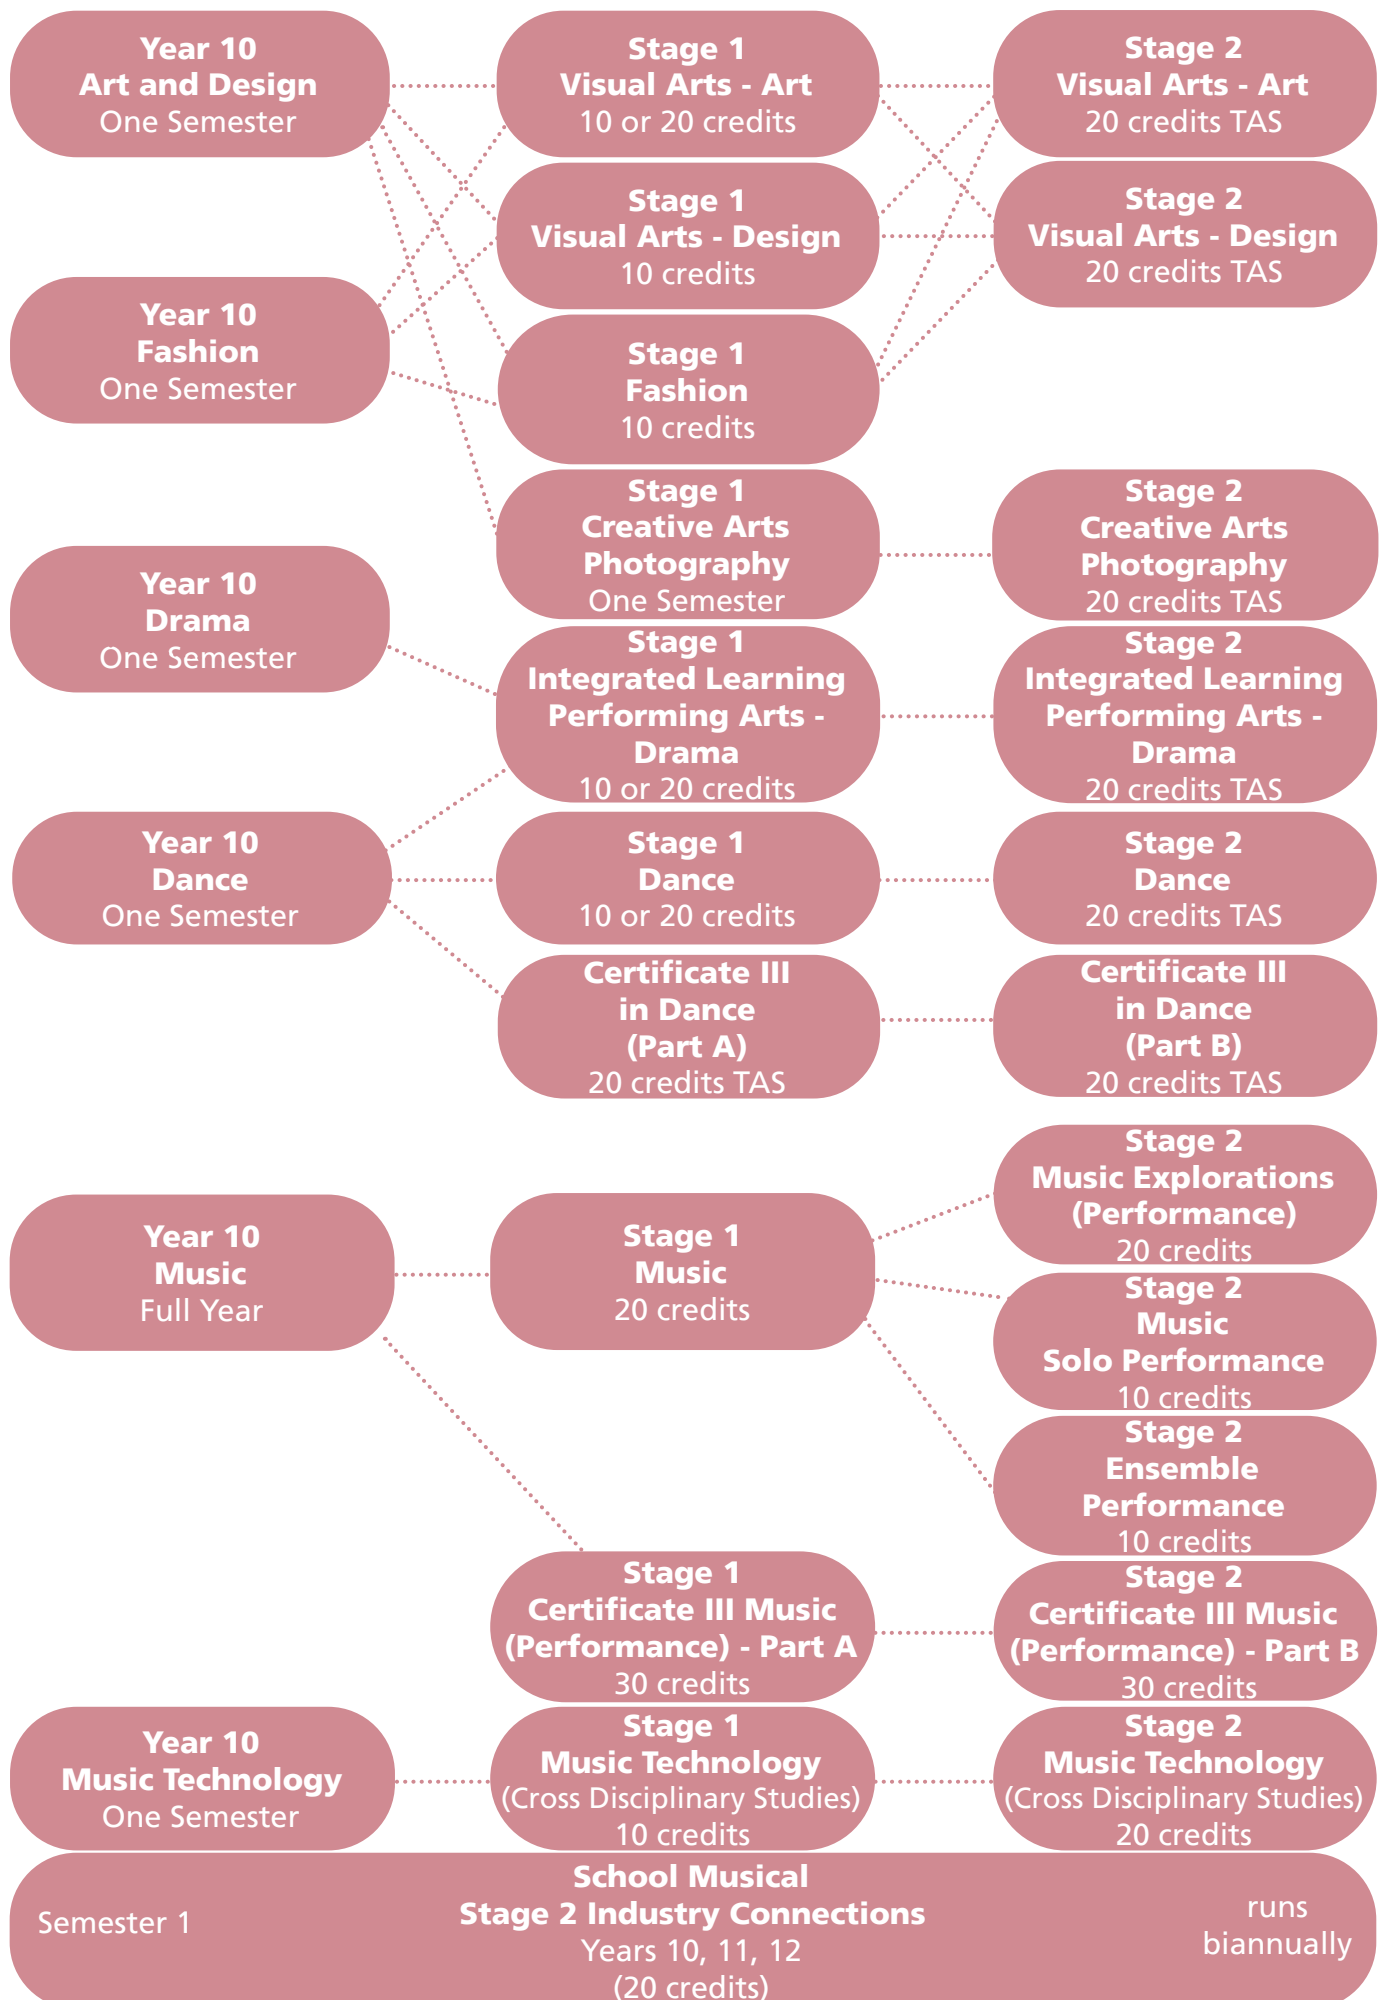 Year 10
Art and Design
One Semester
Stage 1
Visual Arts - Art
10 or 20 credits
Stage 2
Visual Arts - Art
20 credits TAS
Stage 1
Visual Arts - Design
10 credits
Stage 2
Visual Arts - Design
20 credits TAS
Year 10
Fashion
One Semester
Stage 1
Fashion
10 credits
Stage 1
Creative Arts
Photography
One Semester
Stage 2
Creative Arts
Photography
20 credits TAS
Year 10
Drama
One Semester
Stage 1
Integrated Learning
Performing Arts -
Drama
10 or 20 credits
Stage 2
Integrated Learning
Performing Arts -
Drama
20 credits TAS
Year 10
Dance
One Semester
Stage 1
Dance
10 or 20 credits
Stage 2
Dance
20 credits TAS
Certificate III
in Dance
(Part A)
20 credits TAS
Certificate III
in Dance
(Part B)
20 credits TAS
Year 10
Music
Full Year
Stage 1
Music
20 credits
Stage 2
Music Explorations
(Performance)
20 credits
Stage 2
Music
Solo Performance
10 credits
Stage 2
Ensemble
Performance
10 credits
Stage 1
Certificate III Music
(Performance) - Part A
30 credits
Stage 2
Certificate III Music
(Performance) - Part B
30 credits
Year 10
Music Technology
One Semester
Stage 1
Music Technology
(Cross Disciplinary Studies)
10 credits
Stage 2
Music Technology
(Cross Disciplinary Studies)
20 credits
Semester 1
School Musical
Stage 2 Industry Connections
Years 10, 11, 12
(20 credits)
runs
biannually